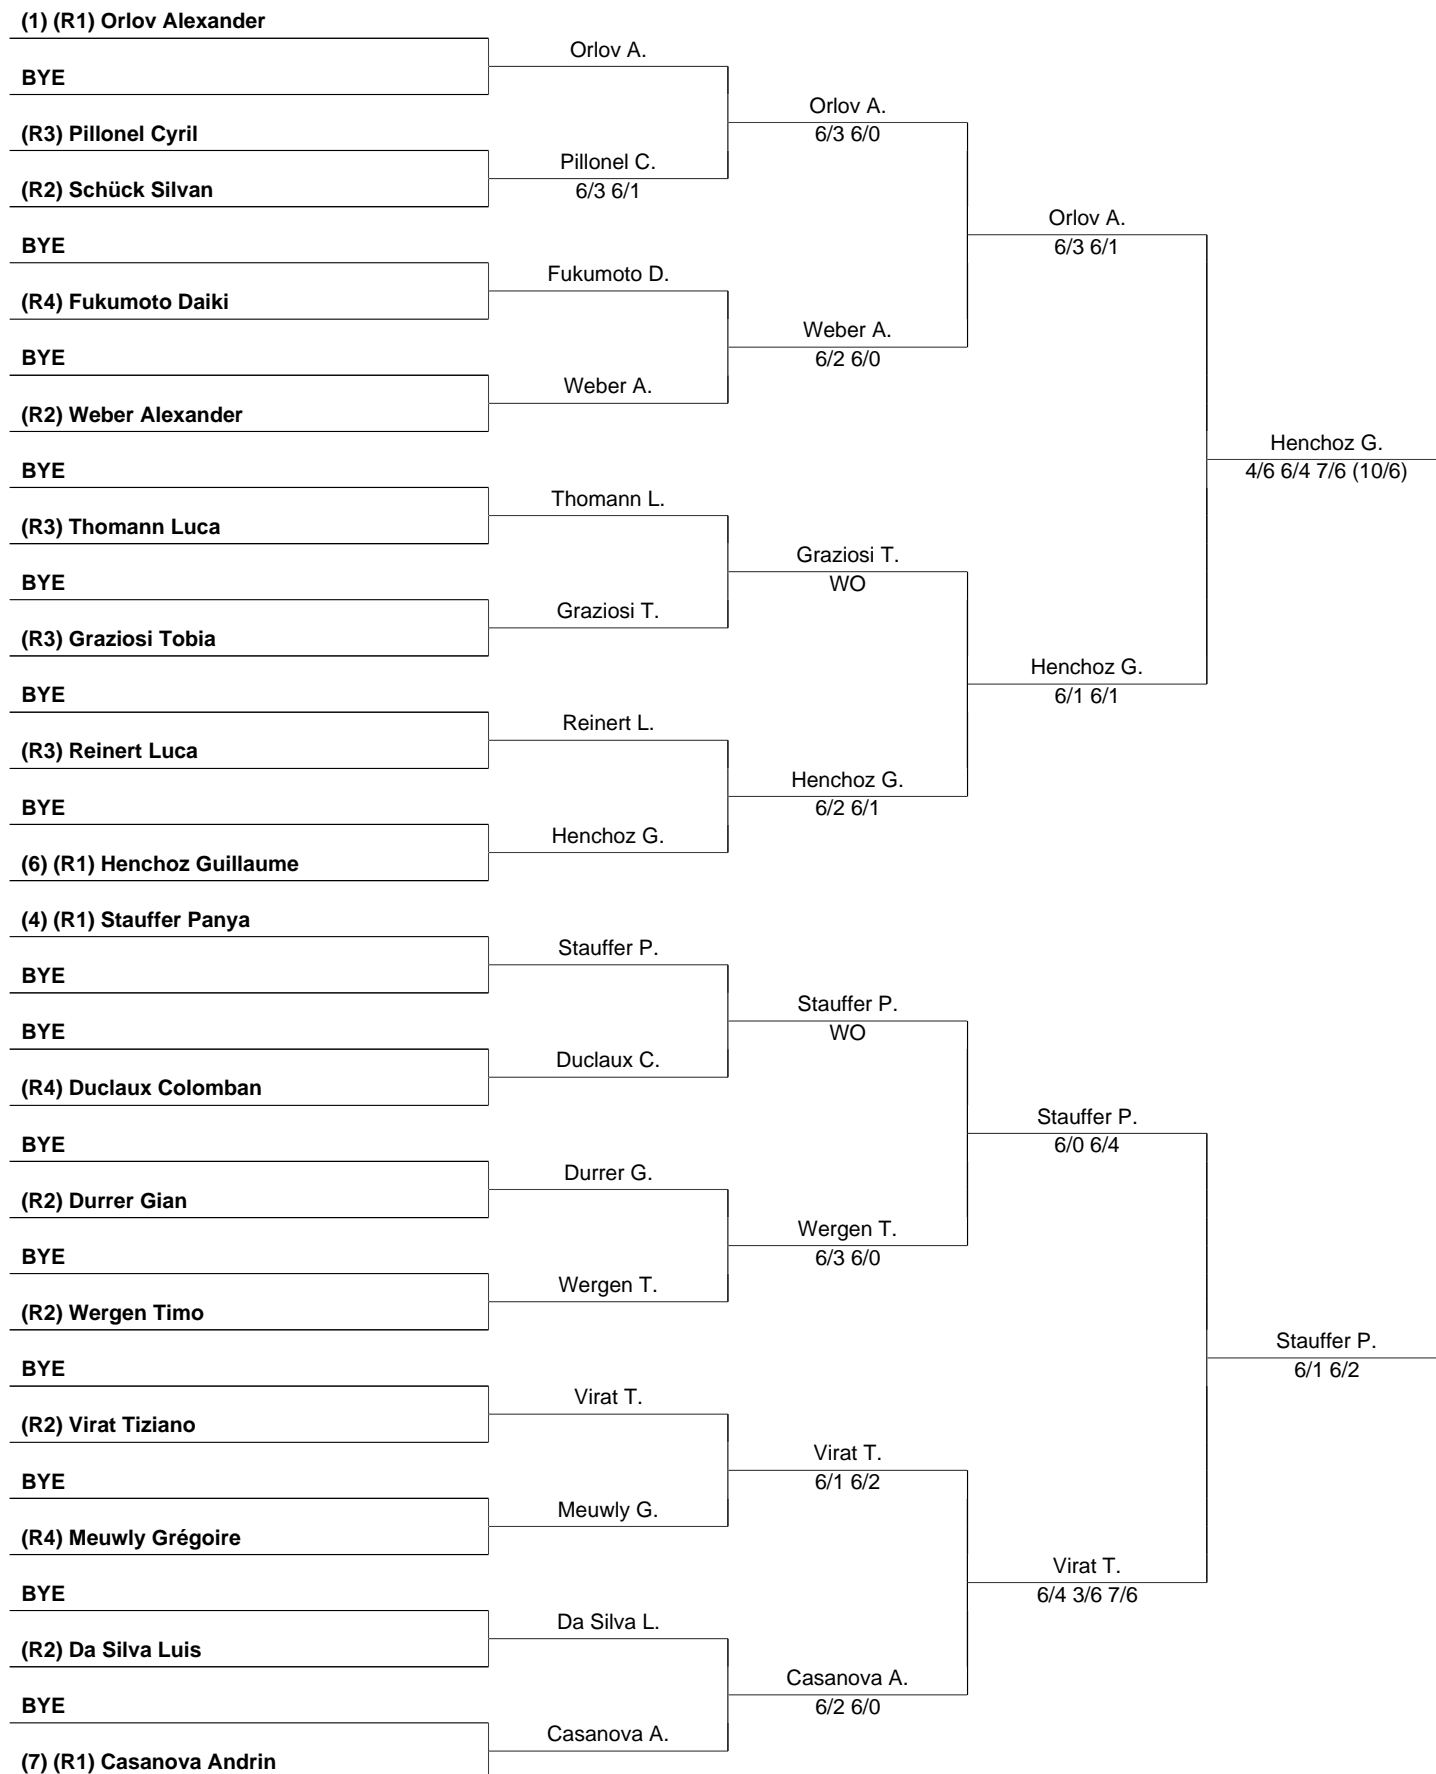 (1) (R1) Orlov Alexander
BYE
(R3) Pillonel Cyril
(R2) Schück Silvan
BYE
(R4) Fukumoto Daiki
BYE
(R2) Weber Alexander
BYE
(R3) Thomann Luca
BYE
(R3) Graziosi Tobia
BYE
(R3) Reinert Luca
BYE
(6) (R1) Henchoz Guillaume
(4) (R1) Stauffer Panya
BYE
BYE
(R4) Duclaux Colomban
BYE
(R2) Durrer Gian
BYE
(R2) Wergen Timo
BYE
(R2) Virat Tiziano
BYE
(R4) Meuwly Grégoire
BYE
(R2) Da Silva Luis
BYE
(7) (R1) Casanova Andrin
Orlov A.
Pillonel C.
6/3 6/1
Fukumoto D.
Weber A.
Thomann L.
Graziosi T.
Reinert L.
Henchoz G.
Stauffer P.
Duclaux C.
Durrer G.
Wergen T.
Virat T.
Meuwly G.
Da Silva L.
Casanova A.
Orlov A.
6/3 6/0
Weber A.
6/2 6/0
Graziosi T.
WO
Henchoz G.
6/2 6/1
Stauffer P.
WO
Wergen T.
6/3 6/0
Virat T.
6/1 6/2
Casanova A.
6/2 6/0
Orlov A.
6/3 6/1
Henchoz G.
6/1 6/1
Stauffer P.
6/0 6/4
Virat T.
6/4 3/6 7/6
Henchoz G.
4/6 6/4 7/6 (10/6)
Stauffer P.
6/1 6/2